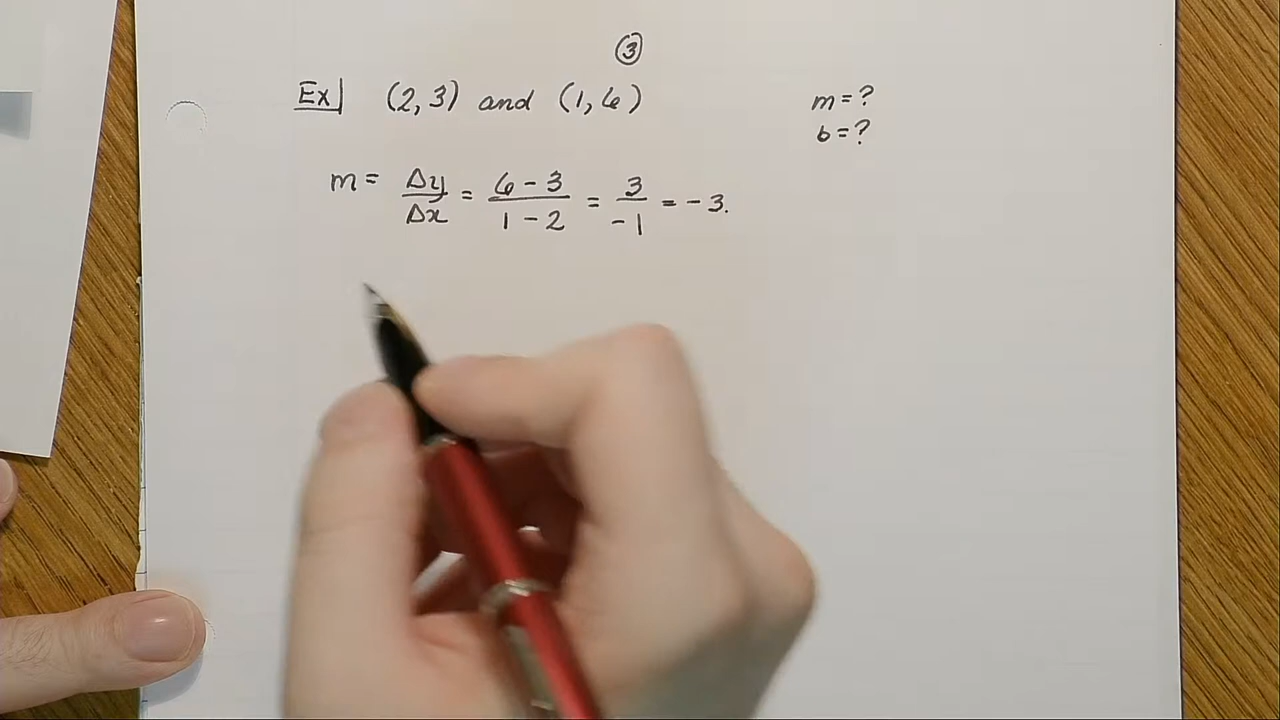 ③
Ex| (2,3) and (1,6)
m=?
b=?
m = Δy/Δx = (6-3)/(1-2) = 3/-1 = -3.